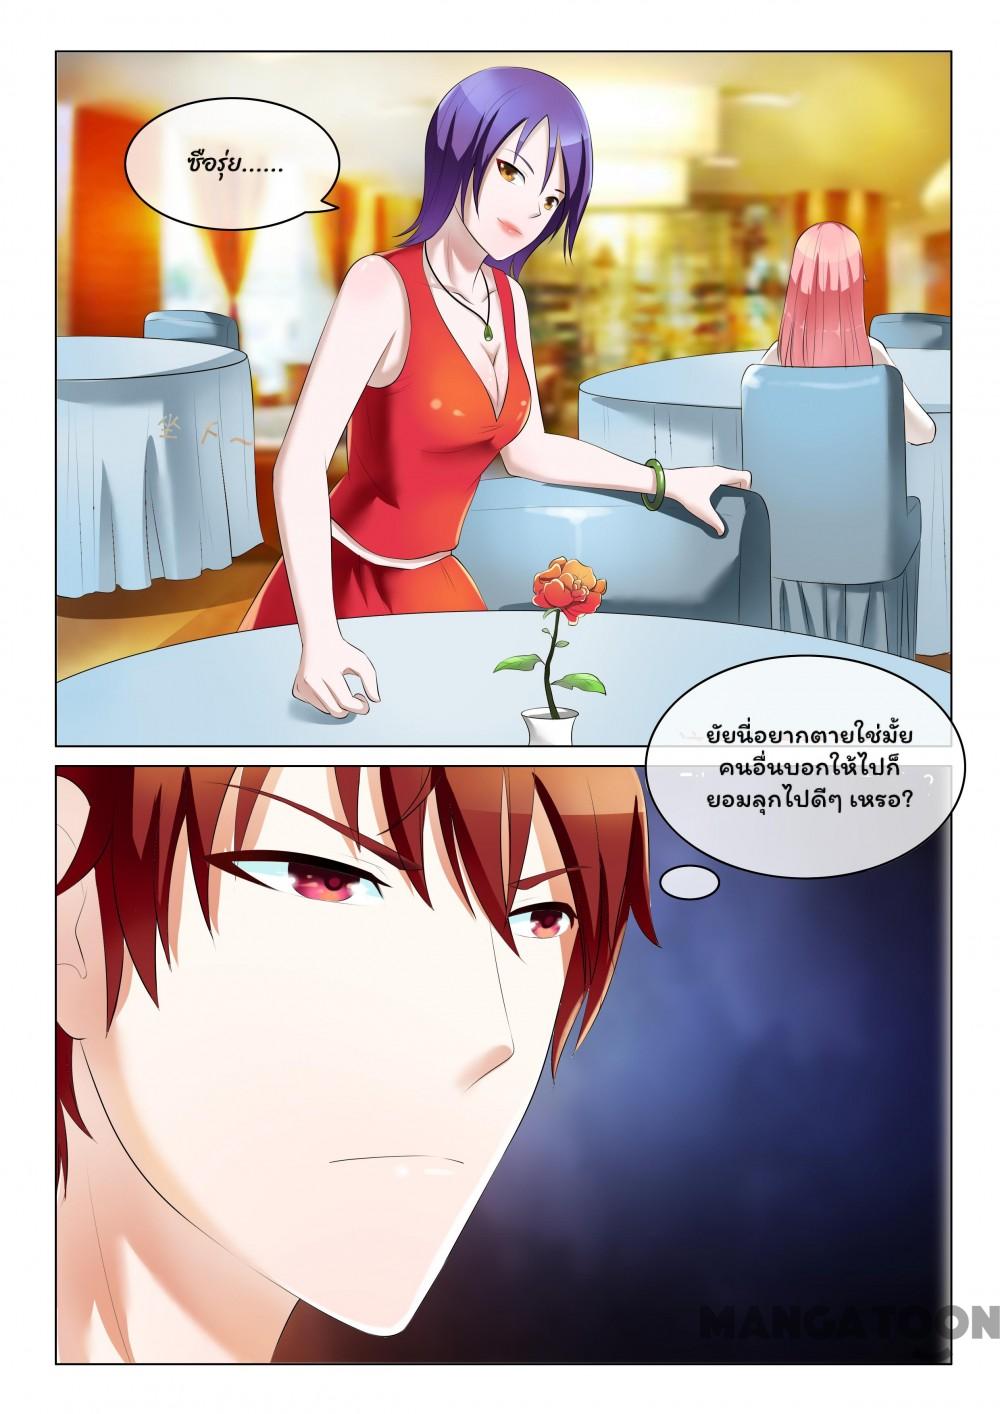 ซือรุ่ย......
坐人~
ยัยนี่อยากตายใช่มั้ย
คนอื่นบอกให้ไปก็
ยอมลุกไปดีๆ เหรอ?
MANGATOON